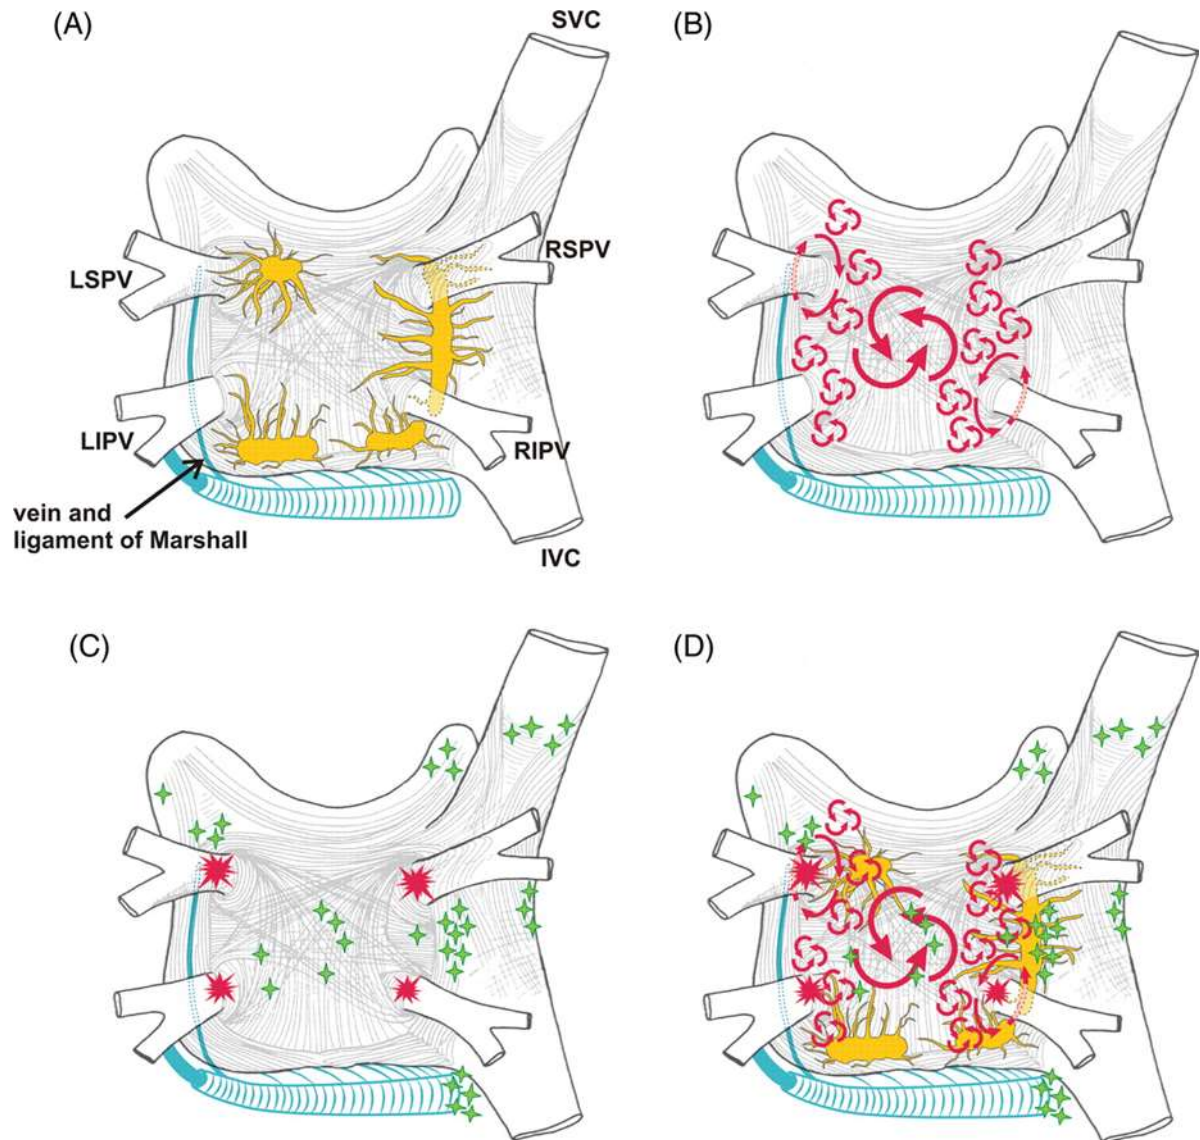 (A)
SVC
(B)
LSPV
RSPV
LIPV
RIPV
vein and
ligament of Marshall
IVC
(C)
(D)